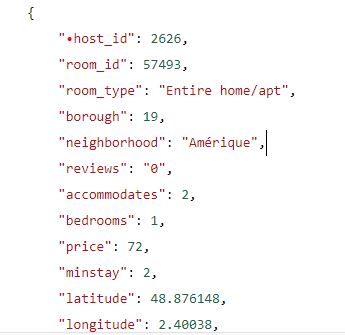 {
"•host_id": 2626,
"room_id": 57493,
"room_type": "Entire home/apt",
"borough": 19,
"neighborhood": "Amérique",
"reviews": "0",
"accommodates": 2,
"bedrooms": 1,
"price": 72,
"minstay": 2,
"latitude": 48.876148,
"longitude": 2.40038,